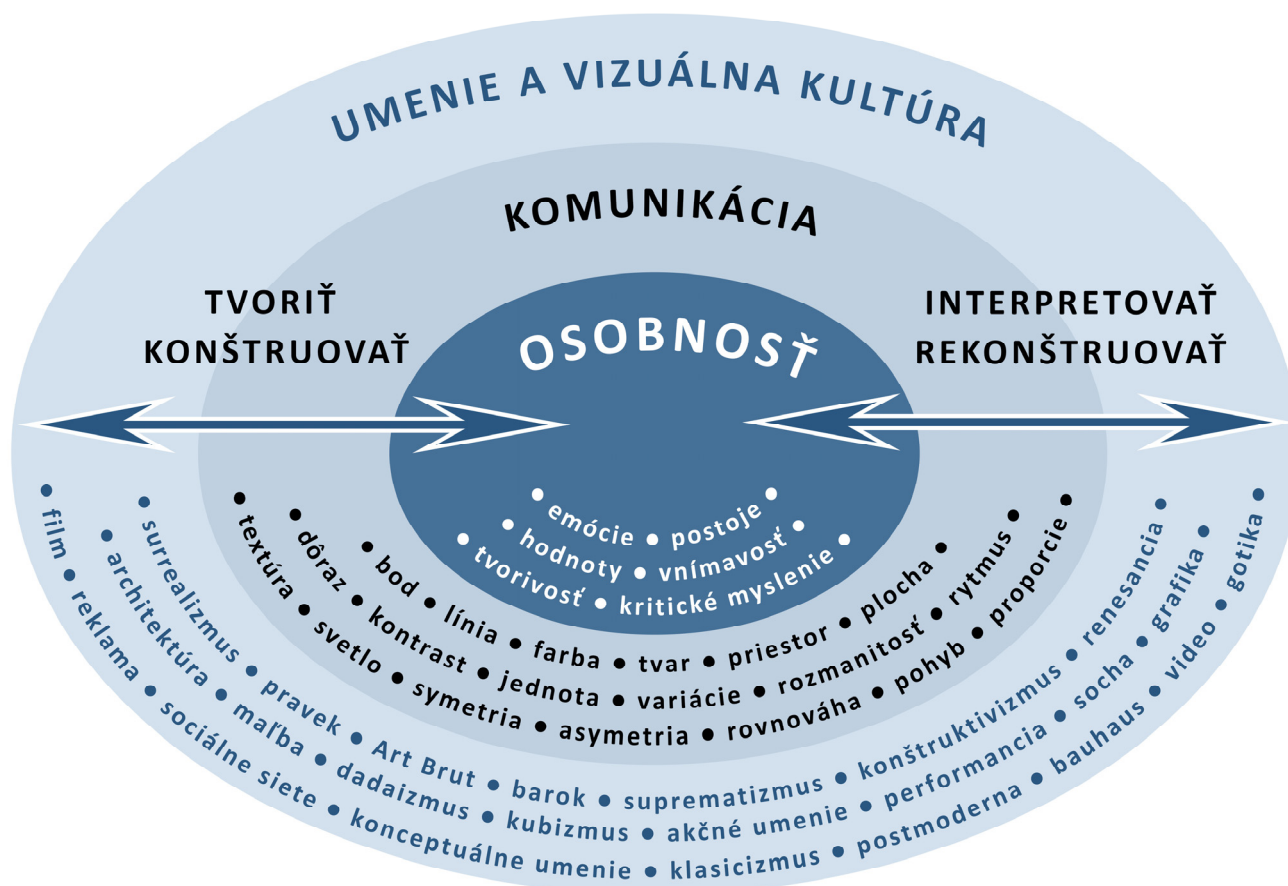 UMENIE A VIZUÁLNA KULTÚRA
KOMUNIKÁCIA
TVORIŤ
KONŠTRUOVAŤ
OSOBNOSŤ
INTERPRETOVAŤ
REKONŠTRUOVAŤ
• emócie • postoje •
• hodnoty • vnímavosť •
• tvorivosť • kritické myslenie •
• bod • línia • farba • tvar • priestor • plocha •
• dôraz • kontrast • jednota • variácie • rozmanitosť • rytmus •
• textúra • svetlo • symetria • asymetria • rovnováha • pohyb • proporcie •
• surrealizmus • pravek • Art Brut • barok • suprematizmus • konštruktivizmus • renesancia •
• architektúra • maľba • dadaizmus • kubizmus • akčné umenie • performancia • socha • grafika •
• film • reklama • sociálne siete • konceptuálne umenie • klasicizmus • postmoderna • bauhaus • video • gotika •